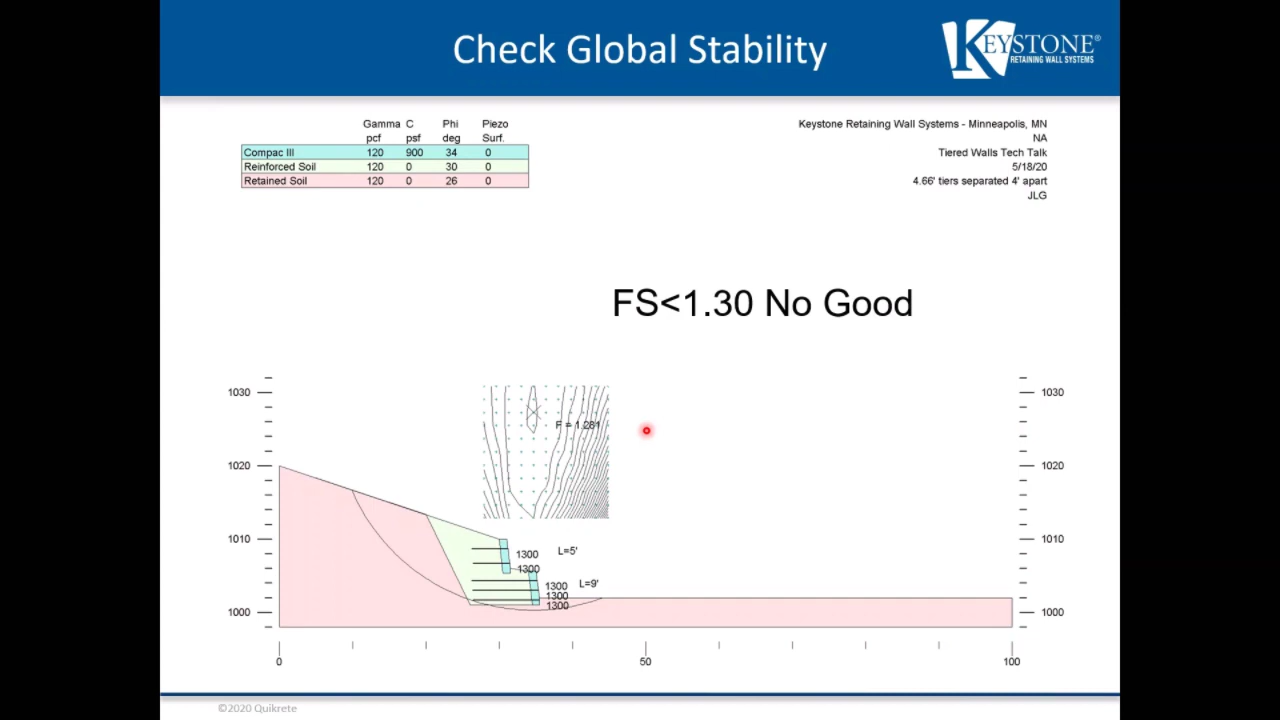 Check Global Stability
KEYSTONE®
RETAINING WALL SYSTEMS
Gamma C Phi Piezo
pcf psf deg Surf.
Compac III 120 900 34 0
Reinforced Soil 120 0 30 0
Retained Soil 120 0 26 0
Keystone Retaining Wall Systems - Minneapolis, MN
NA
Tiered Walls Tech Talk
5/18/20
4.66' tiers separated 4' apart
JLG
FS<1.30 No Good
1030 1030
F = 1.281
1020 1020
1010 1010
1300 L=5'
1300
1300 L=9'
1300
1300
1000 1000
0 50 100
©2020 Quikrete